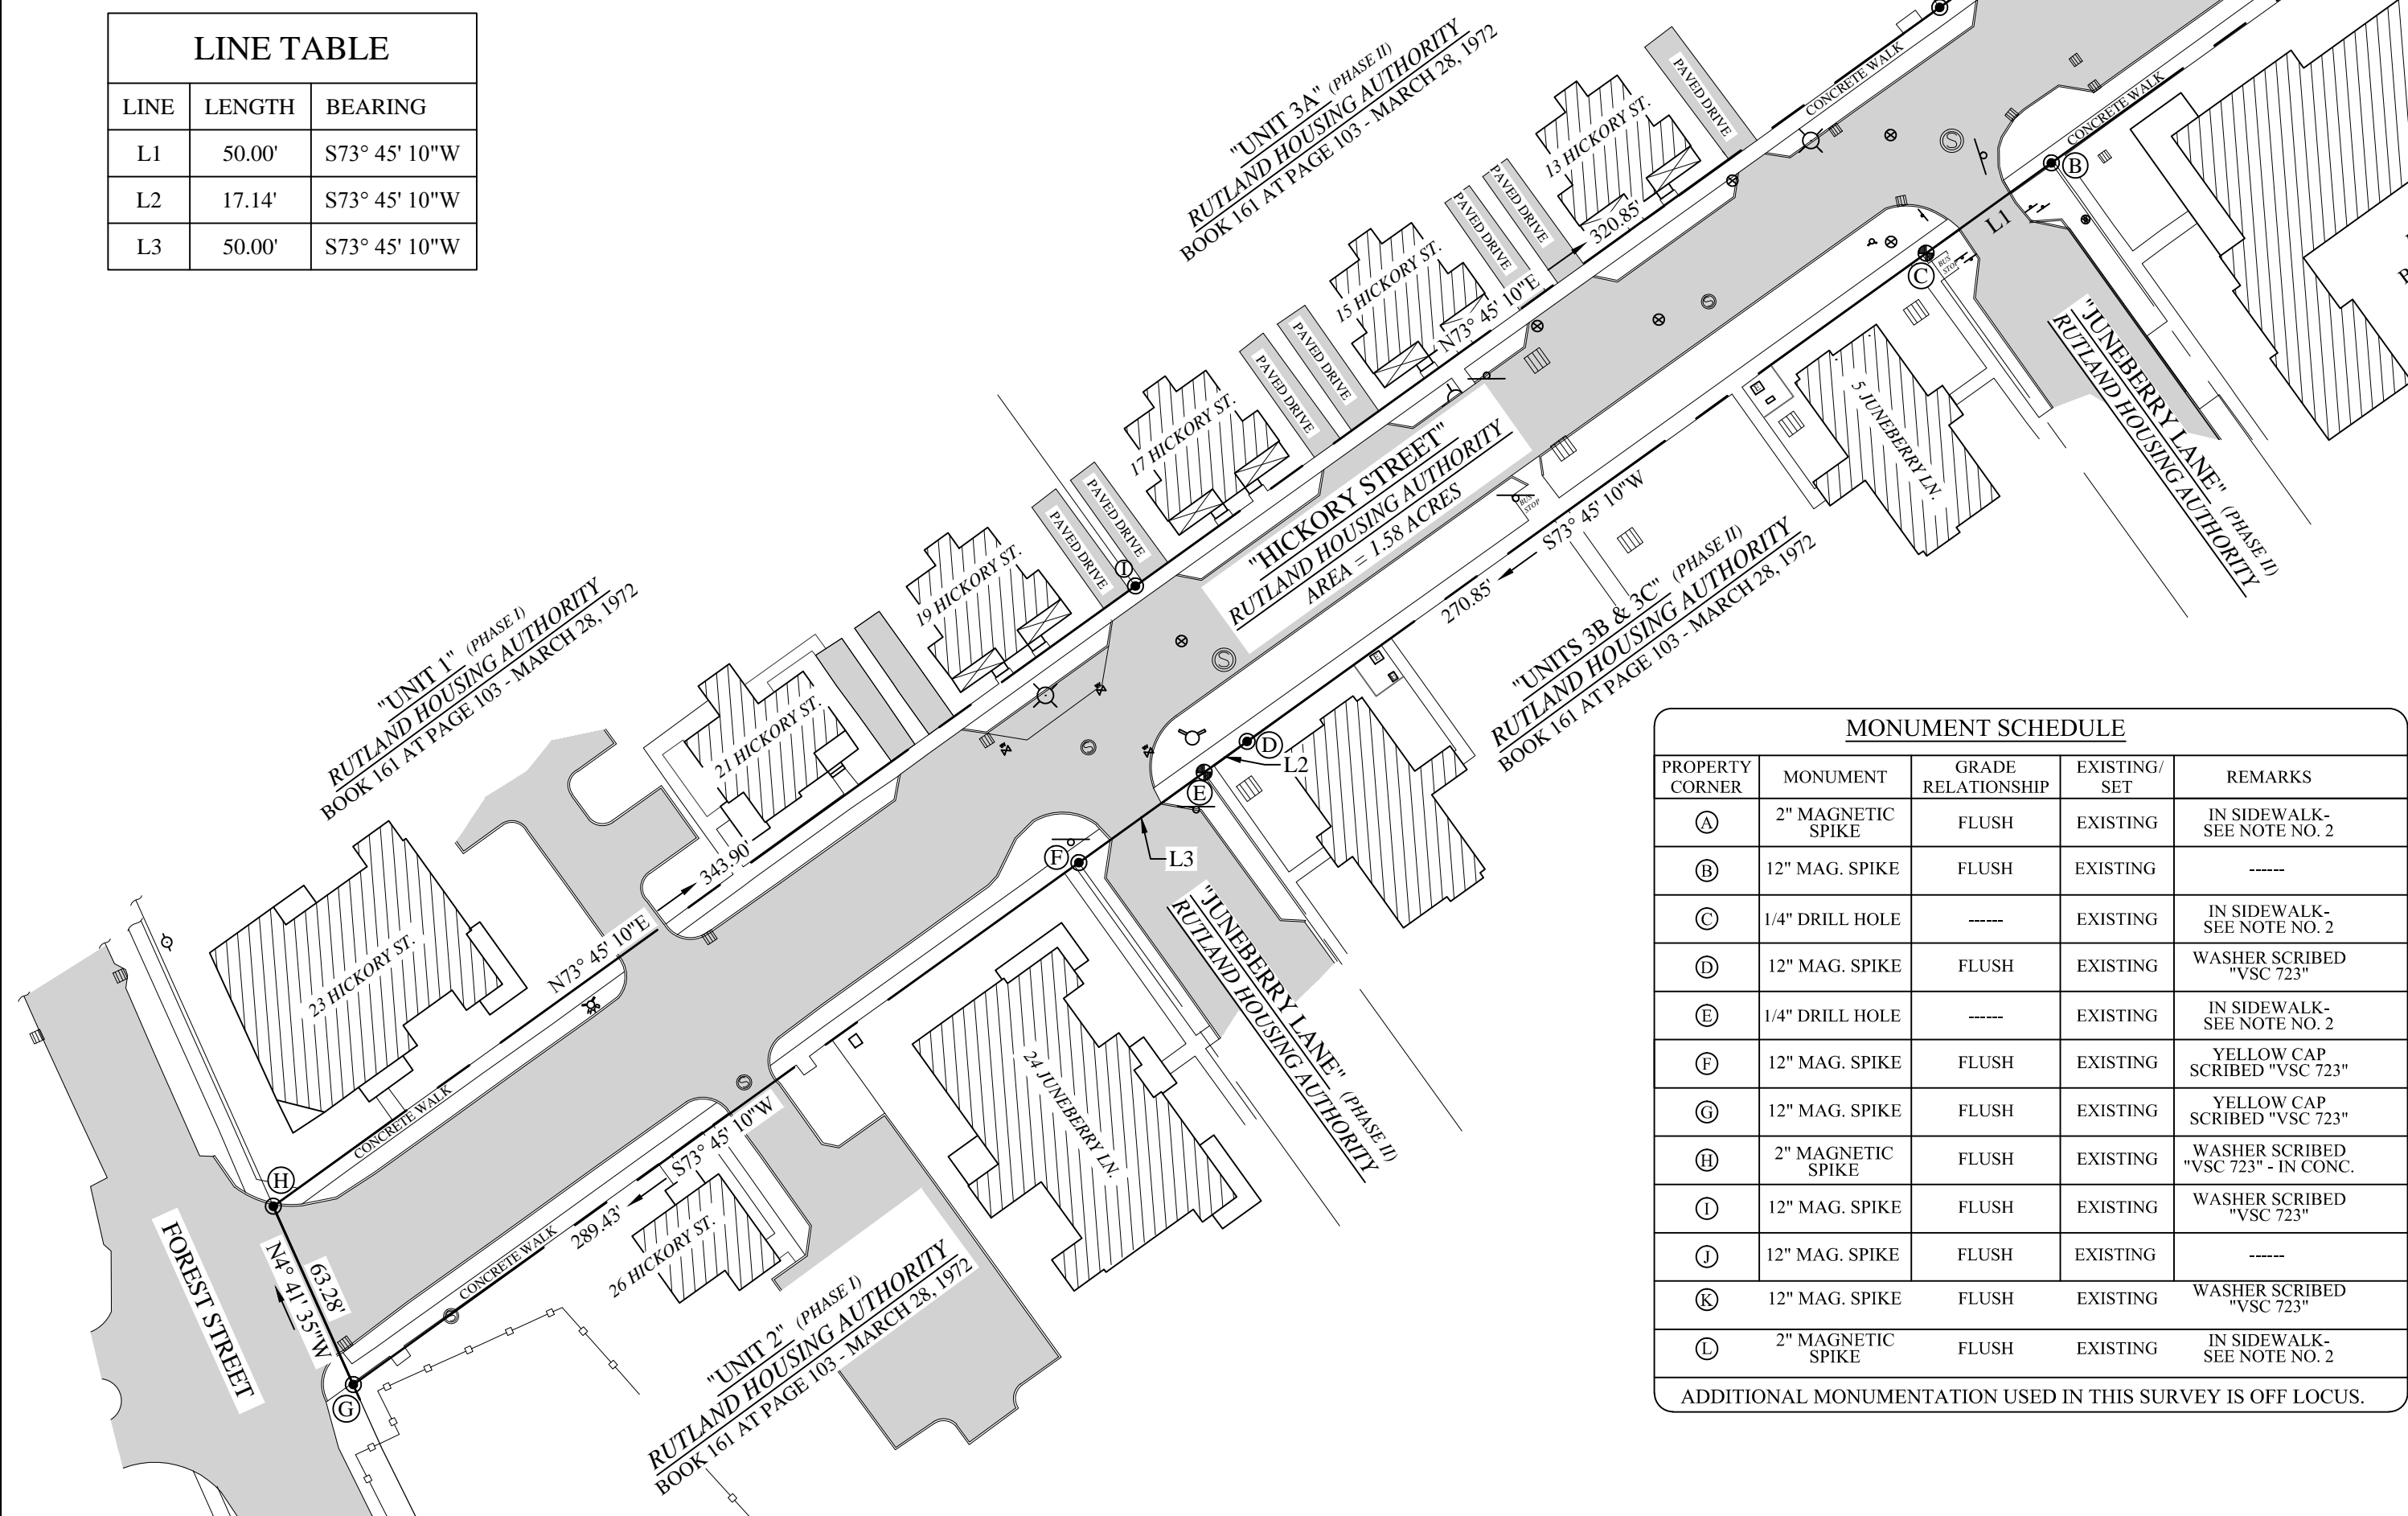 LINE TABLE
LINE LENGTH BEARING
L1 50.00' S73° 45' 10"W
L2 17.14' S73° 45' 10"W
L3 50.00' S73° 45' 10"W
"UNIT 3A" (PHASE II)
RUTLAND HOUSING AUTHORITY
BOOK 161 AT PAGE 103 - MARCH 28, 1972
CONCRETE WALK
CONCRETE WALK
PAVED DRIVE
13 HICKORY ST.
PAVED DRIVE
PAVED DRIVE
320.85'
N73° 45' 10"E
15 HICKORY ST.
PAVED DRIVE
PAVED DRIVE
17 HICKORY ST.
PAVED DRIVE
PAVED DRIVE
19 HICKORY ST.
I
B
L1
C
BUS
STOP
S
S
"JUNEBERRY LANE" (PHASE II)
RUTLAND HOUSING AUTHORITY
5 JUNEBERRY LN.
"HICKORY STREET"
RUTLAND HOUSING AUTHORITY
AREA = 1.58 ACRES
BUS
STOP
S73° 45' 10"W
270.85'
"UNITS 3B & 3C" (PHASE II)
RUTLAND HOUSING AUTHORITY
BOOK 161 AT PAGE 103 - MARCH 28, 1972
"UNIT 1" (PHASE I)
RUTLAND HOUSING AUTHORITY
BOOK 161 AT PAGE 103 - MARCH 28, 1972
21 HICKORY ST.
S
S
D
L2
E
L3
F
343.90'
N73° 45' 10"E
23 HICKORY ST.
CONCRETE WALK
"JUNEBERRY LANE" (PHASE II)
RUTLAND HOUSING AUTHORITY
24 JUNEBERRY LN.
S
S73° 45' 10"W
289.43'
26 HICKORY ST.
CONCRETE WALK
H
FOREST STREET
63.28'
N4° 41' 35"W
G
"UNIT 2" (PHASE I)
RUTLAND HOUSING AUTHORITY
BOOK 161 AT PAGE 103 - MARCH 28, 1972
MONUMENT SCHEDULE
PROPERTY CORNER MONUMENT GRADE RELATIONSHIP EXISTING/ SET REMARKS
A 2" MAGNETIC SPIKE FLUSH EXISTING IN SIDEWALK- SEE NOTE NO. 2
B 12" MAG. SPIKE FLUSH EXISTING ------
C 1/4" DRILL HOLE ------ EXISTING IN SIDEWALK- SEE NOTE NO. 2
D 12" MAG. SPIKE FLUSH EXISTING WASHER SCRIBED "VSC 723"
E 1/4" DRILL HOLE ------ EXISTING IN SIDEWALK- SEE NOTE NO. 2
F 12" MAG. SPIKE FLUSH EXISTING YELLOW CAP SCRIBED "VSC 723"
G 12" MAG. SPIKE FLUSH EXISTING YELLOW CAP SCRIBED "VSC 723"
H 2" MAGNETIC SPIKE FLUSH EXISTING WASHER SCRIBED "VSC 723" - IN CONC.
I 12" MAG. SPIKE FLUSH EXISTING WASHER SCRIBED "VSC 723"
J 12" MAG. SPIKE FLUSH EXISTING ------
K 12" MAG. SPIKE FLUSH EXISTING WASHER SCRIBED "VSC 723"
L 2" MAGNETIC SPIKE FLUSH EXISTING IN SIDEWALK- SEE NOTE NO. 2
ADDITIONAL MONUMENTATION USED IN THIS SURVEY IS OFF LOCUS.